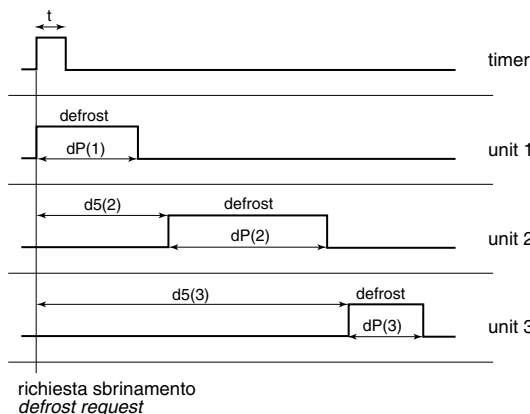 t
timer
defrost
dP(1)
unit 1
d5(2)
defrost
dP(2)
unit 2
d5(3)
defrost
dP(3)
unit 3
richiesta sbrinamento
defrost request